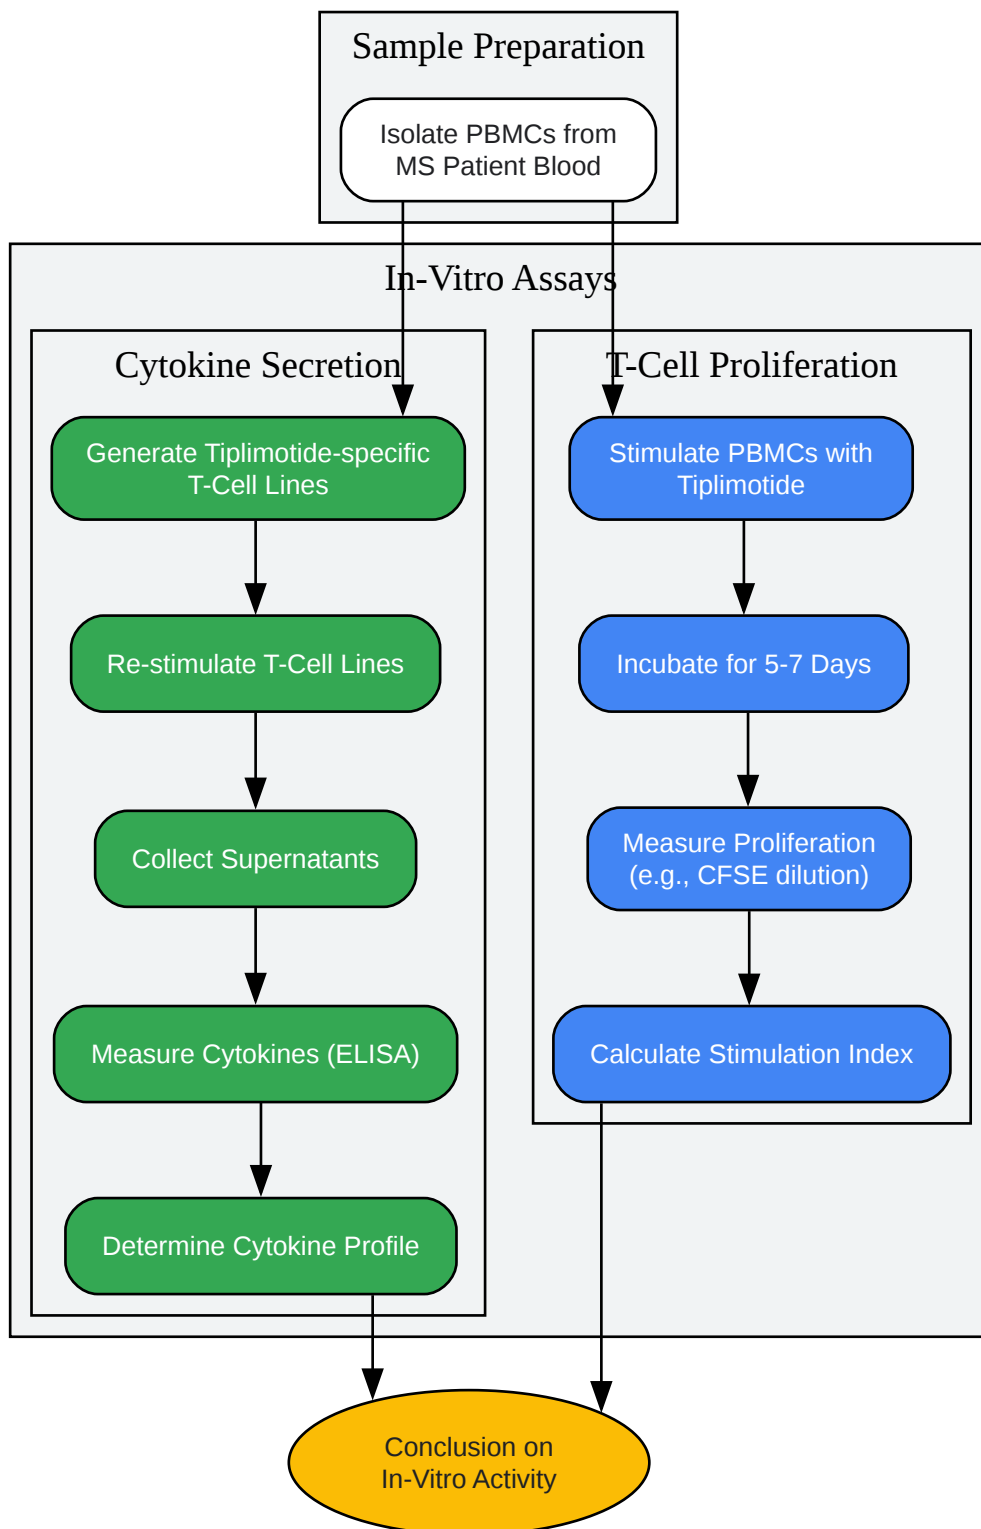 Sample Preparation
Isolate PBMCs from
MS Patient Blood
In-Vitro Assays
Cytokine Secretion
Generate Tiplimotide-specific
T-Cell Lines
Re-stimulate T-Cell Lines
Collect Supernatants
Measure Cytokines (ELISA)
Determine Cytokine Profile
T-Cell Proliferation
Stimulate PBMCs with
Tiplimotide
Incubate for 5-7 Days
Measure Proliferation
(e.g., CFSE dilution)
Calculate Stimulation Index
Conclusion on
In-Vitro Activity